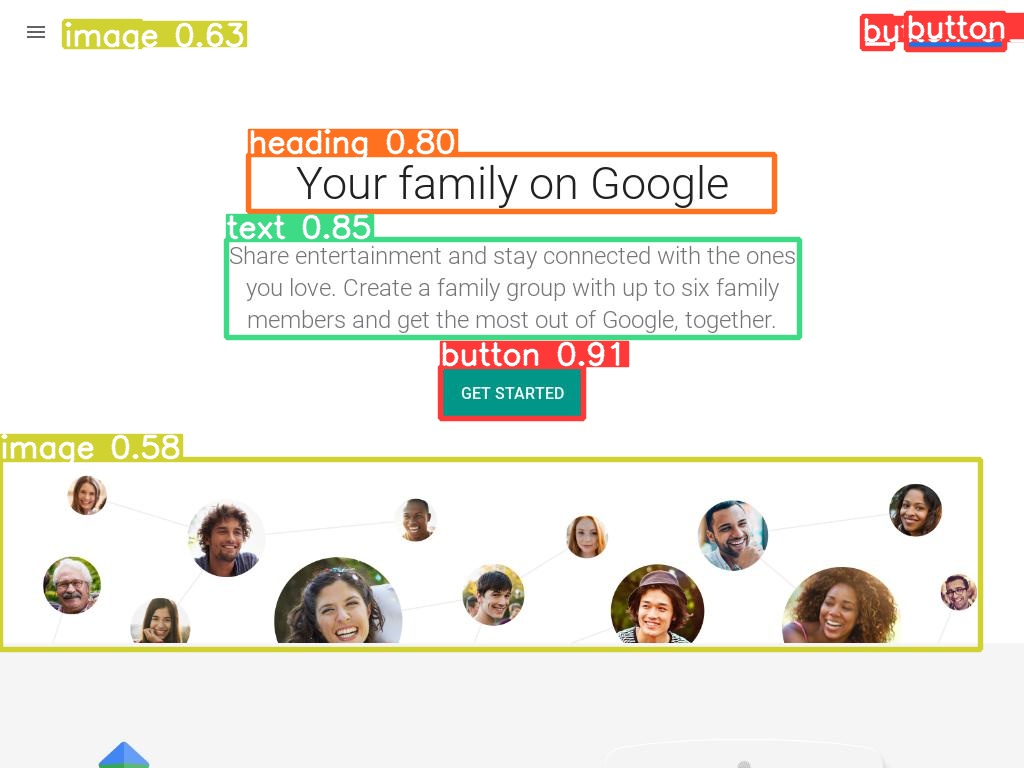 image 0.63
button
heading 0.80
Your family on Google
text 0.85
Share entertainment and stay connected with the ones
you love. Create a family group with up to six family
members and get the most out of Google, together.
button 0.91
GET STARTED
image 0.58